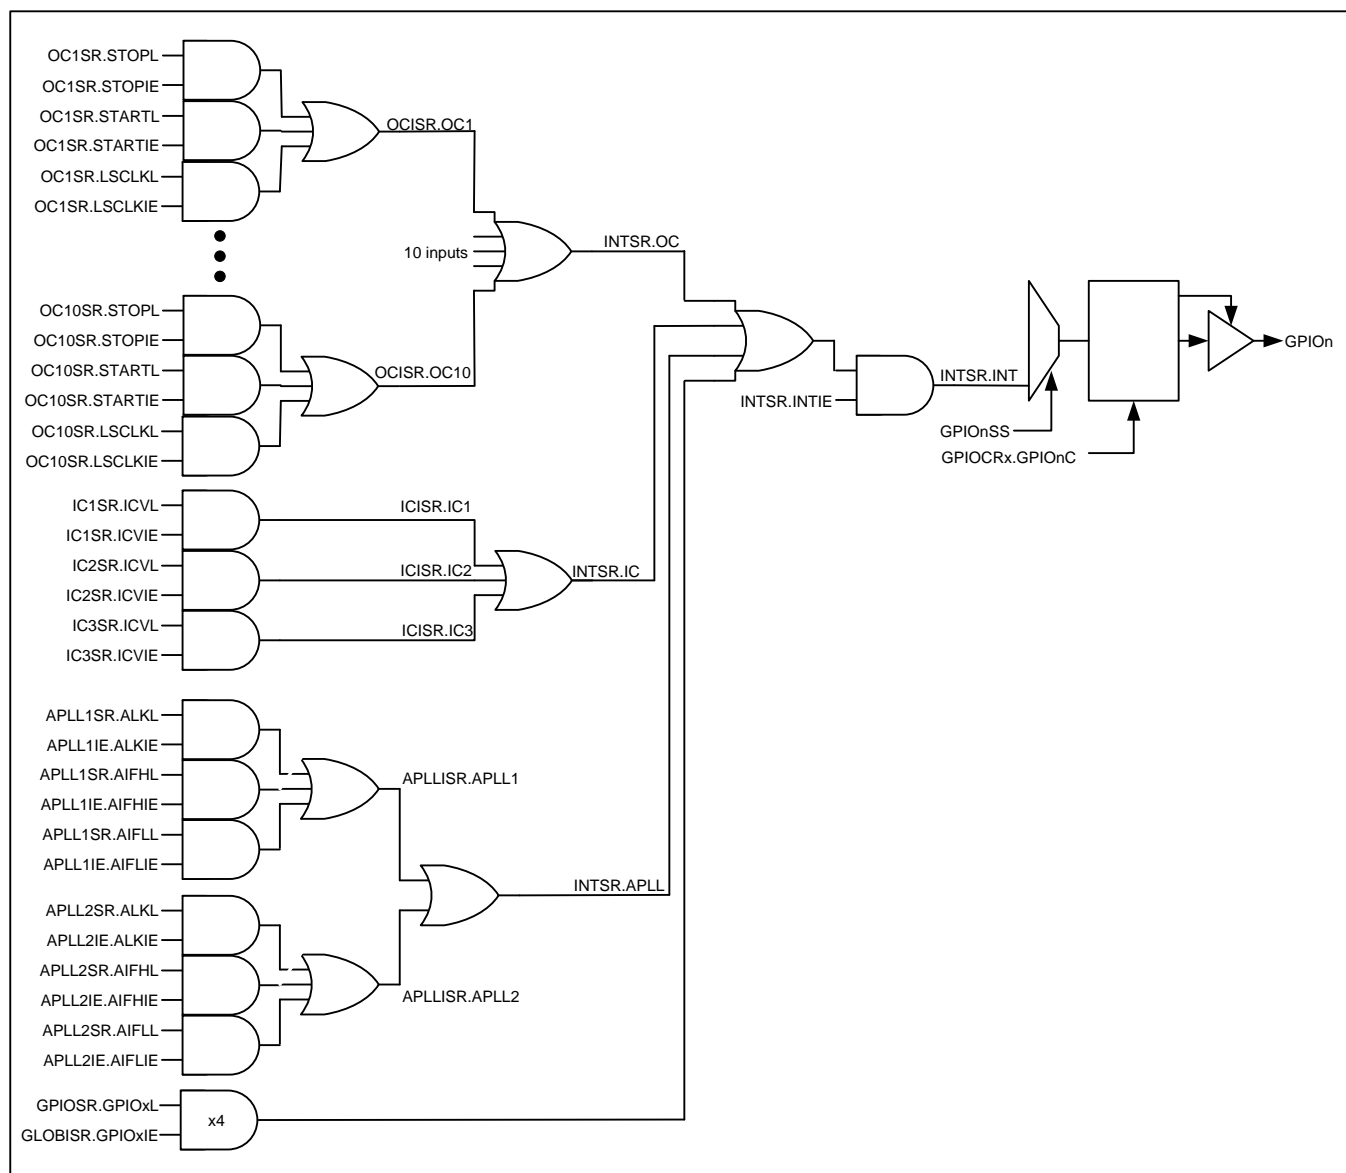 OC1SR.STOPL
OC1SR.STOPIE
OC1SR.STARTL
OC1SR.STARTIE
OC1SR.LSCLKL
OC1SR.LSCLKIE
OCISR.OC1
10 inputs
INTSR.OC
OC10SR.STOPL
OC10SR.STOPIE
OC10SR.STARTL
OC10SR.STARTIE
OC10SR.LSCLKL
OC10SR.LSCLKIE
OCISR.OC10
INTSR.INTIE
INTSR.INT
GPIOnSS
GPIOCRx.GPIOnC
GPIOn
IC1SR.ICVL
IC1SR.ICVIE
IC2SR.ICVL
IC2SR.ICVIE
IC3SR.ICVL
IC3SR.ICVIE
ICISR.IC1
ICISR.IC2
ICISR.IC3
INTSR.IC
APLL1SR.ALKL
APLL1IE.ALKIE
APLL1SR.AIFHL
APLL1IE.AIFHIE
APLL1SR.AIFLL
APLL1IE.AIFLIE
APLLISR.APLL1
INTSR.APLL
APLL2SR.ALKL
APLL2IE.ALKIE
APLL2SR.AIFHL
APLL2IE.AIFHIE
APLL2SR.AIFLL
APLL2IE.AIFLIE
APLLISR.APLL2
GPIOSR.GPIOxL
GLOBISR.GPIOxIE
x4